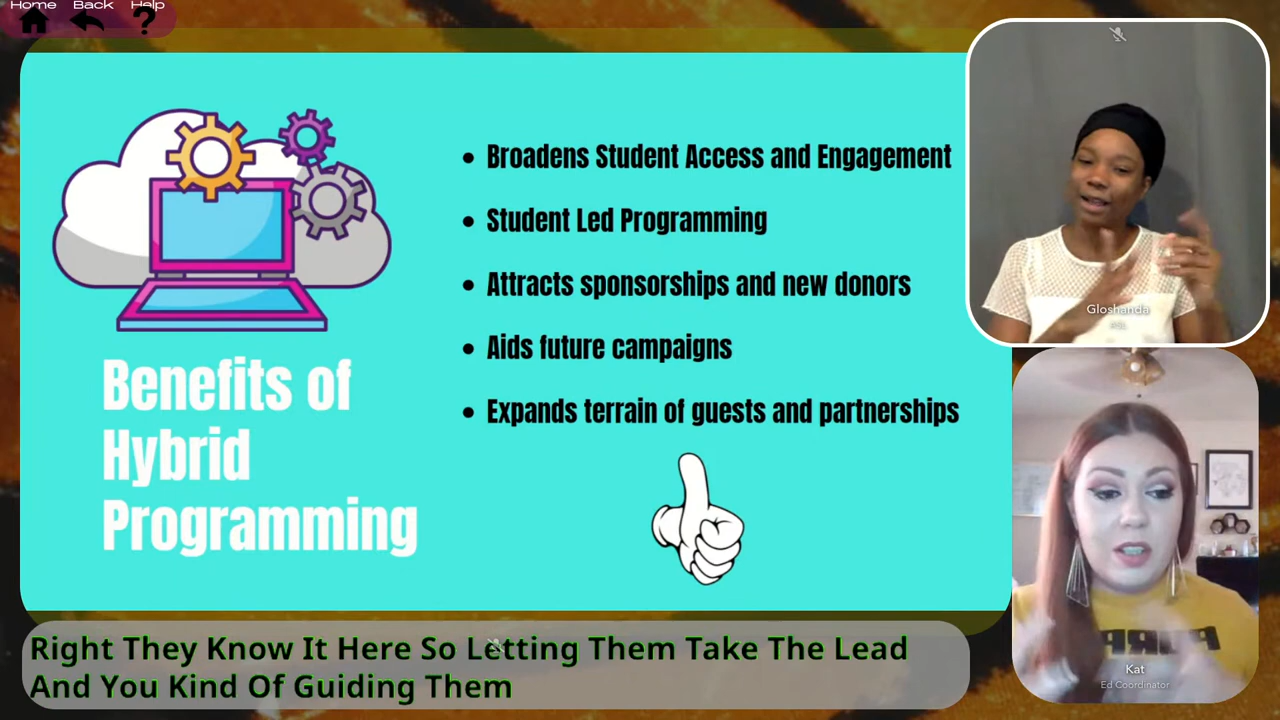 Home Back Help
?
Broadens Student Access and Engagement
Student Led Programming
Attracts sponsorships and new donors
Aids future campaigns
Expands terrain of guests and partnerships
Benefits of
Hybrid
Programming
Gloshanda
ASL
Kat
Ed Coordinator
Right They Know It Here So Letting Them Take The Lead
And You Kind Of Guiding Them